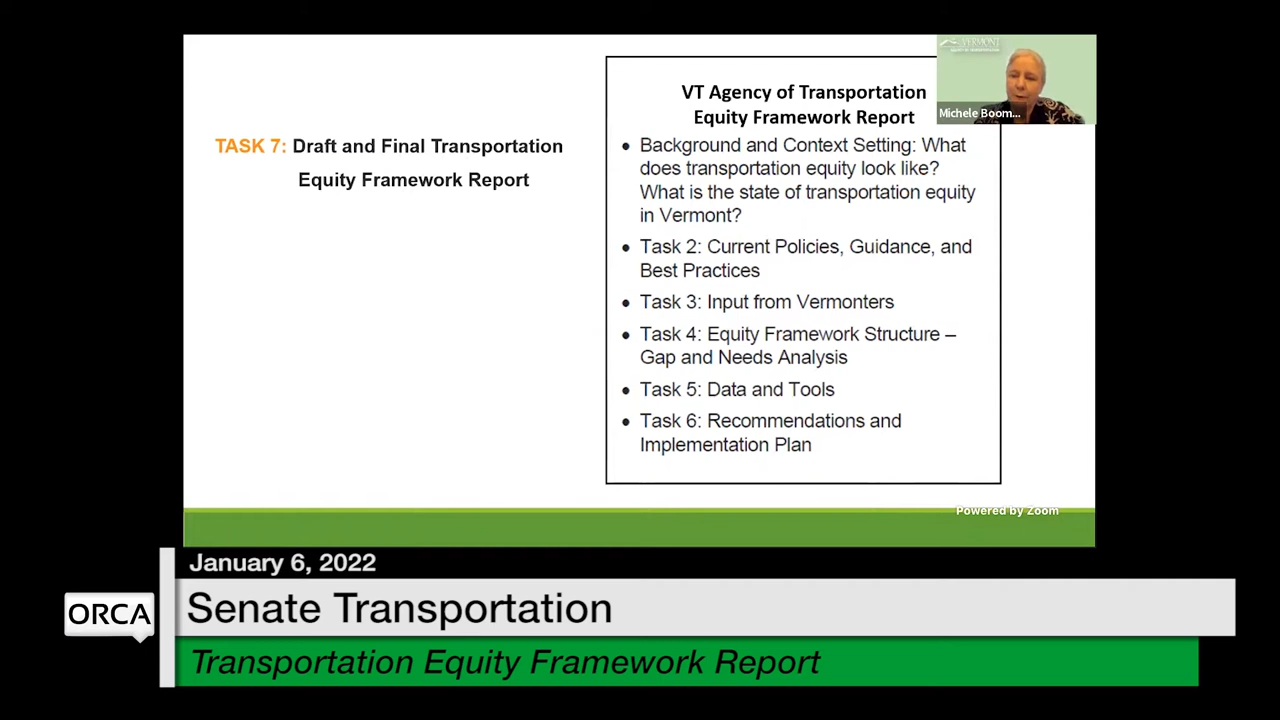 TASK 7: Draft and Final Transportation
Equity Framework Report
VT Agency of Transportation
Equity Framework Report
• Background and Context Setting: What
does transportation equity look like?
What is the state of transportation equity
in Vermont?
• Task 2: Current Policies, Guidance, and
Best Practices
• Task 3: Input from Vermonters
• Task 4: Equity Framework Structure –
Gap and Needs Analysis
• Task 5: Data and Tools
• Task 6: Recommendations and
Implementation Plan
VERMONT
Michele Boom...
Powered by Zoom
January 6, 2022
ORCA
Senate Transportation
Transportation Equity Framework Report